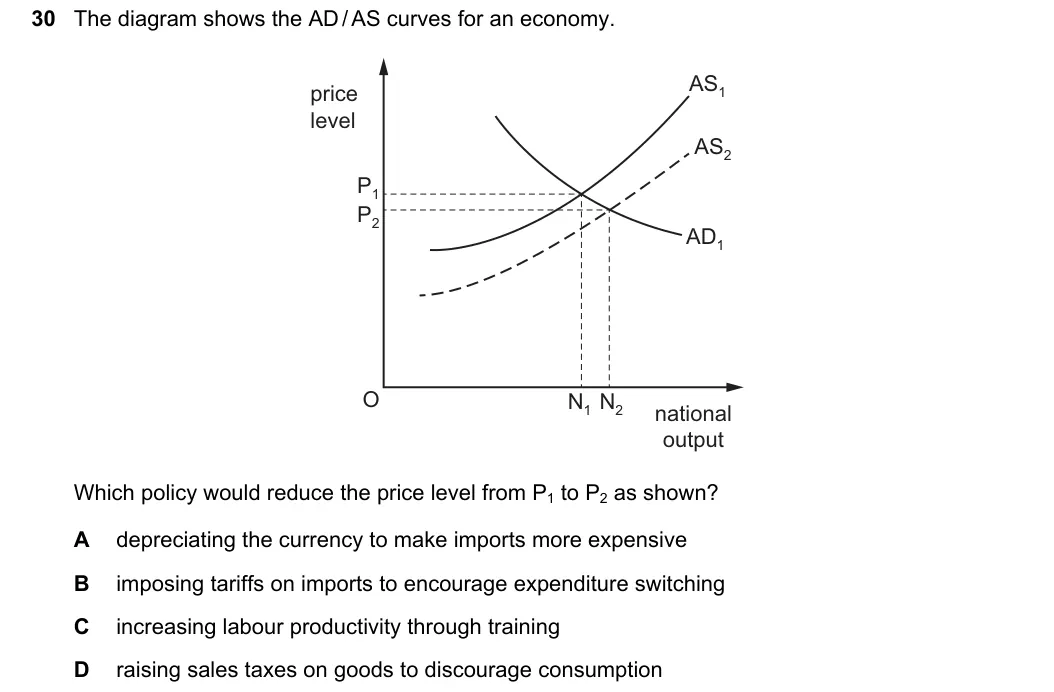 30 The diagram shows the AD/AS curves for an economy.
price
level
AS₁
AS₂
P₁
P₂
AD₁
O
N₁ N₂
national
output
Which policy would reduce the price level from P₁ to P₂ as shown?
A depreciating the currency to make imports more expensive
B imposing tariffs on imports to encourage expenditure switching
C increasing labour productivity through training
D raising sales taxes on goods to discourage consumption